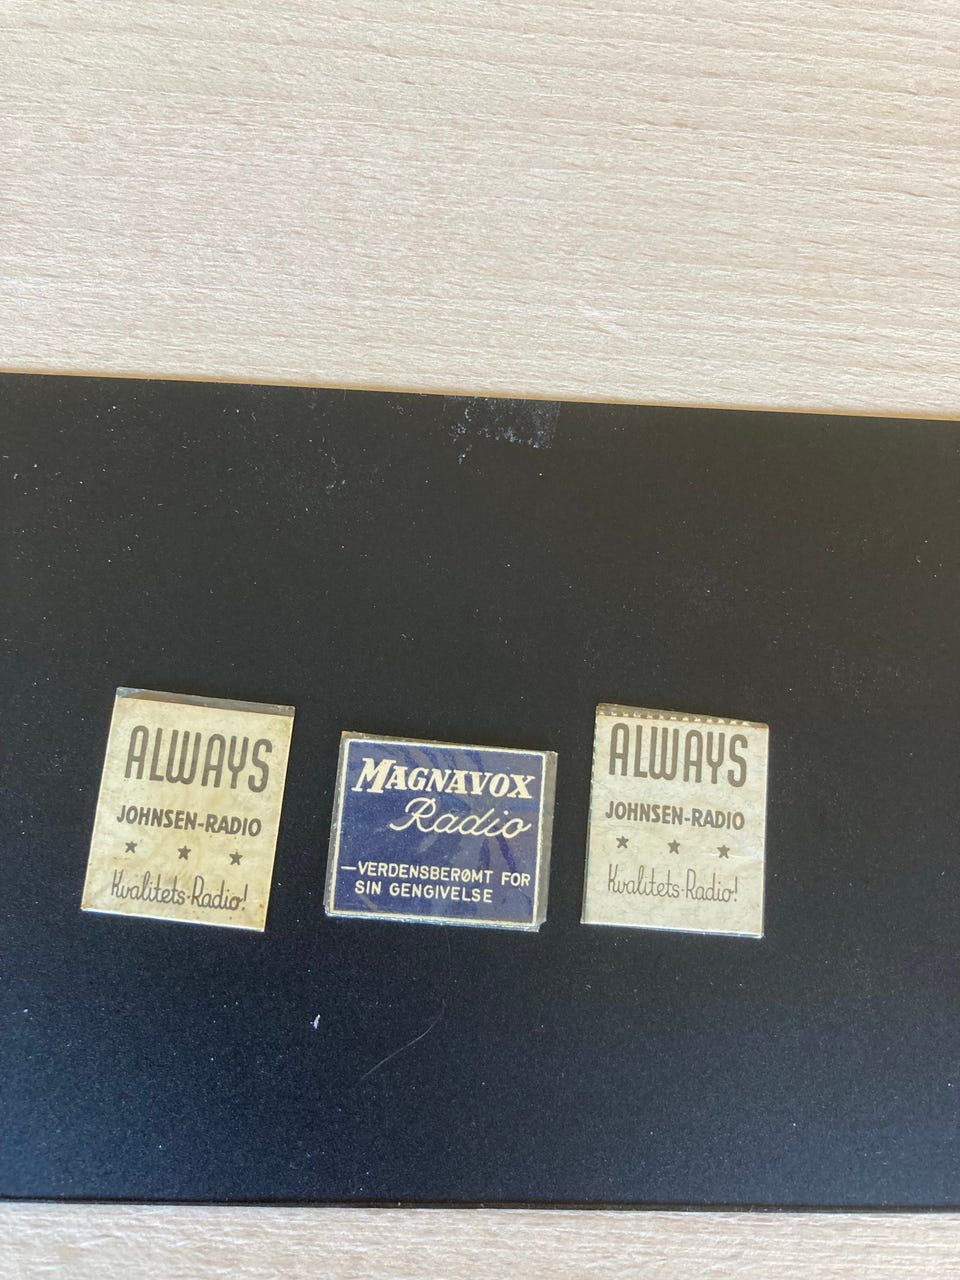 ALWAYS
JOHNSEN-RADIO
Kvalitets-Radio!
MAGNAVOX
Radio
—VERDENSBERØMT FOR
SIN GENGIVELSE
ALWAYS
JOHNSEN-RADIO
Kvalitets-Radio!